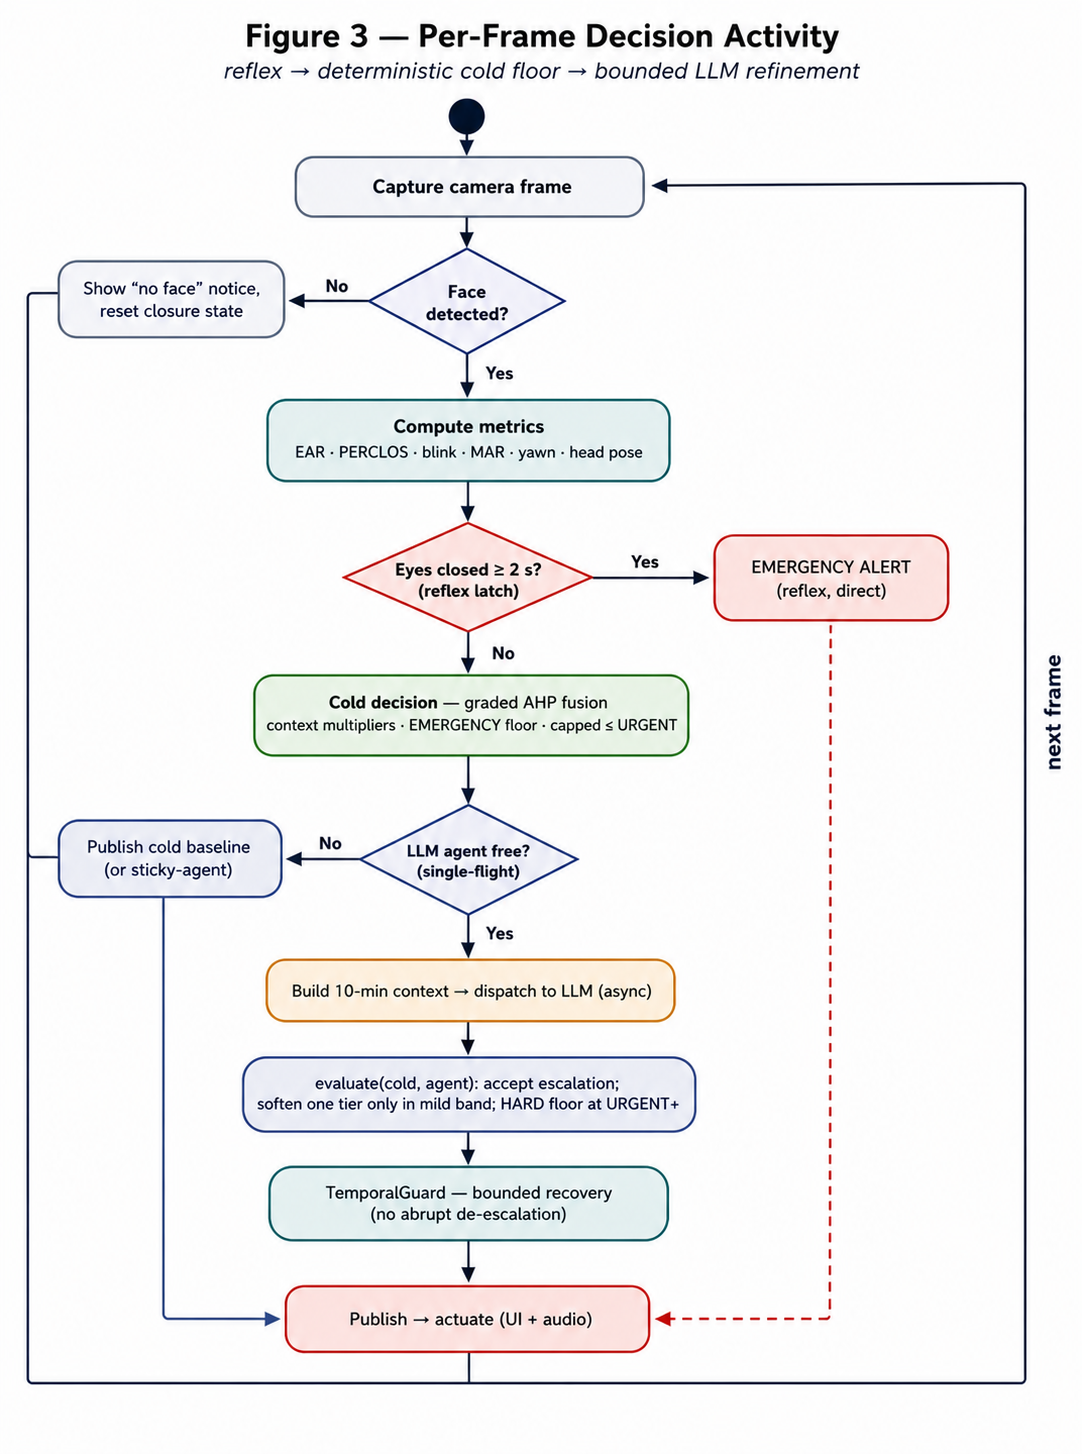 Figure 3 — Per-Frame Decision Activity
reflex → deterministic cold floor → bounded LLM refinement
Capture camera frame
Show “no face” notice,
reset closure state
No
Face
detected?
Yes
Compute metrics
EAR · PERCLOS · blink · MAR · yawn · head pose
Eyes closed ≥ 2 s?
(reflex latch)
Yes
EMERGENCY ALERT
(reflex, direct)
No
Cold decision — graded AHP fusion
context multipliers · EMERGENCY floor · capped ≤ URGENT
next frame
Publish cold baseline
(or sticky-agent)
No
LLM agent free?
(single-flight)
Yes
Build 10-min context → dispatch to LLM (async)
evaluate(cold, agent): accept escalation;
soften one tier only in mild band; HARD floor at URGENT+
TemporalGuard — bounded recovery
(no abrupt de-escalation)
Publish → actuate (UI + audio)